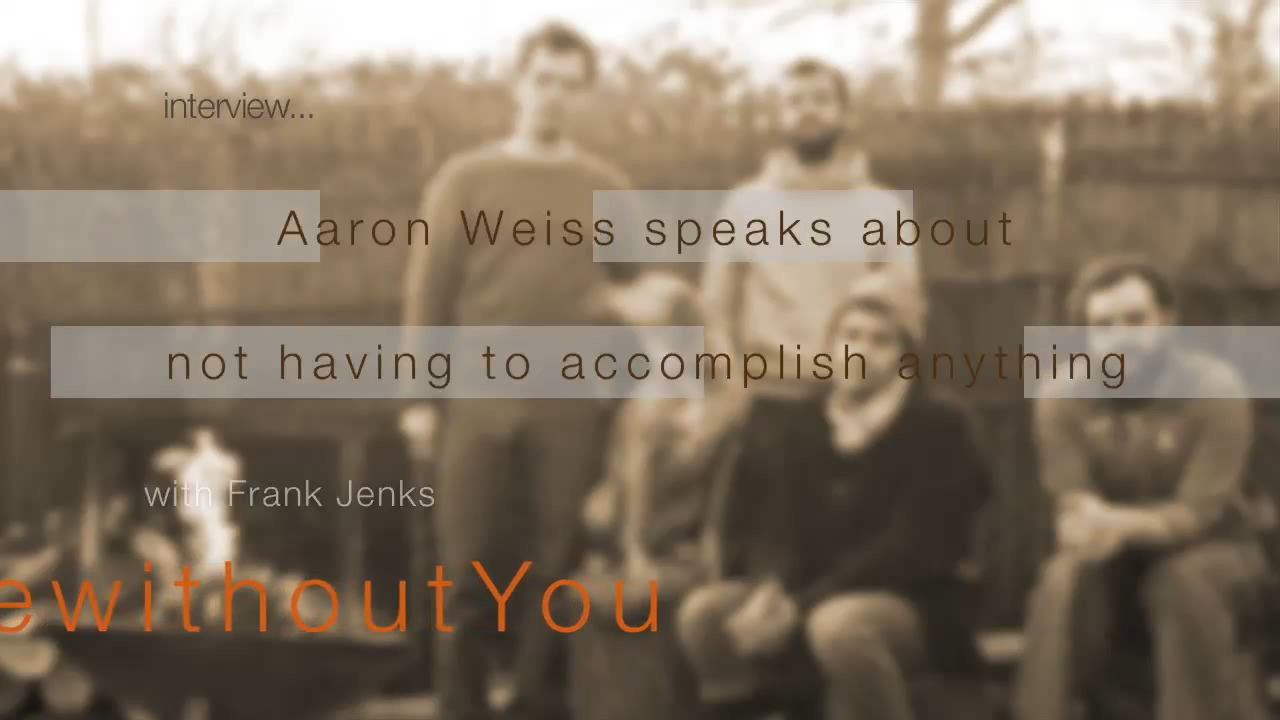 interview...
Aaron Weiss speaks about
not having to accomplish anything
with Frank Jenks
ewithoutYou